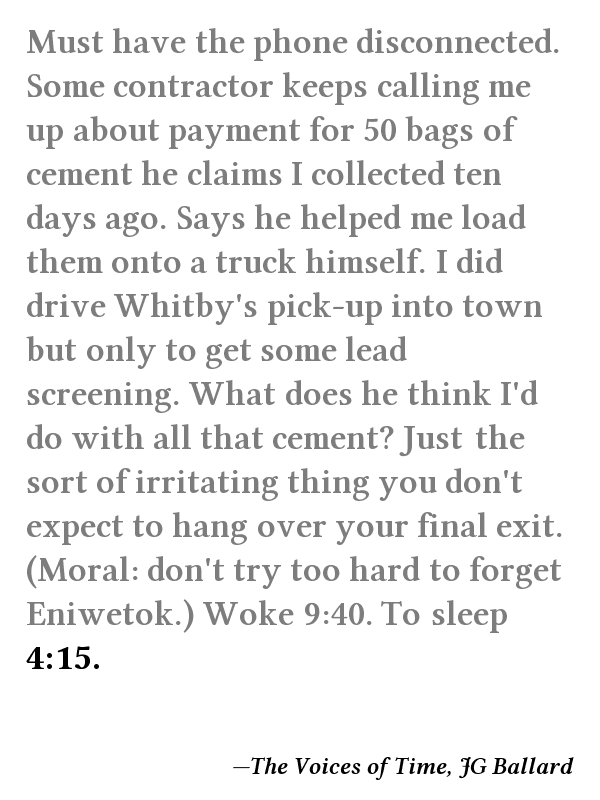 Must have the phone disconnected.
Some contractor keeps calling me
up about payment for 50 bags of
cement he claims I collected ten
days ago. Says he helped me load
them onto a truck himself. I did
drive Whitby's pick-up into town
but only to get some lead
screening. What does he think I'd
do with all that cement? Just the
sort of irritating thing you don't
expect to hang over your final exit.
(Moral: don't try too hard to forget
Eniwetok.) Woke 9:40. To sleep
4:15.
—The Voices of Time, JG Ballard